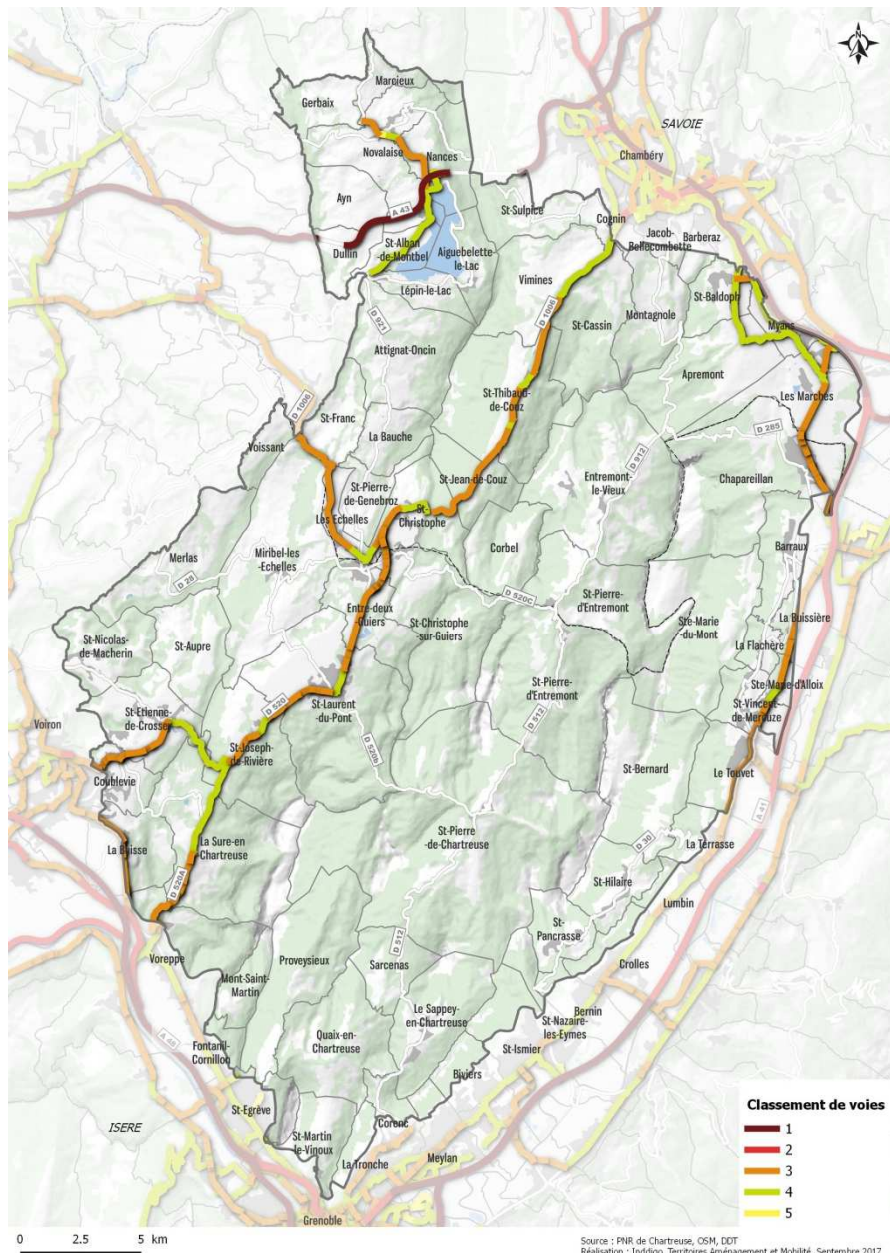 N
SAVOIE
Marcieux
Gerbaix
Novalaise
Nances
Chambéry
Ayn
A 43
St-Sulpice
Cognin
Dullin
St-Alban
-de-Montbel
Aiguebelette
le-Lac
Jacob-
Bellecombette
Barberaz
Lépin-le-Lac
Vimines
St-Baldoph
D 921
D 1006
St-Cassin
Montagnole
Myans
Attignat-Oncin
Apremont
St-Thibaud-
de-Couz
Les Marches
D 1006
St-Franc
Voissant
La Bauche
D 912
D 285
St-Pierre-
de-Genebroz
St-Jean-de-Couz
Entremont-
le-Vieux
Chapareillan
Les Echelles
St-
Christophe
Corbel
Merlas
Miribel-les
-Echelles
Barraux
D 28
D 520C
St-Pierre-
d'Entremont
Entre-deux
-Guiers
St-Christophe
-sur-Guiers
Ste-Marie
-du-Mont
La Buissière
St-Nicolas-
de-Macherin
St-Aupre
La Flachère
St-Pierre-
d'Entremont
Ste-Marie-d'Alloix
St-Vincent-
de-Mercuze
D 520
St-Laurent
-du-Pont
Voiron
St-Etienne-
de-Crossey
D 512
St-Joseph-
de-Rivière
D 520b
St-Bernard
Le Touvet
Coublevie
A 41
La Buisse
La Sure-en
-Chartreuse
St-Pierre
-de-Chartreuse
La Terrasse
D 30
D 520A
St-Hilaire
Lumbin
St-
Pancrasse
Voreppe
Proveysieux
D 512
Sarcenas
Crolles
Mont-Saint-
Martin
Le Sappey-
en-Chartreuse
Bernin
St-Nazaire-
les-Eymes
A 48
Quaix-en-
Chartreuse
St-Ismier
Fontanil-
Cornillon
Biviers
ISERE
St-Egrève
Corenc
St-Martin
-le-Vinoux
Meylan
La Tronche
Grenoble
Classement de voies
1
2
3
4
5
0 2.5 5 km
Source : PNR de Chartreuse, OSM, DDT
Réalisation : Inddigo, Territoires Aménagement et Mobilité, Septembre 2017